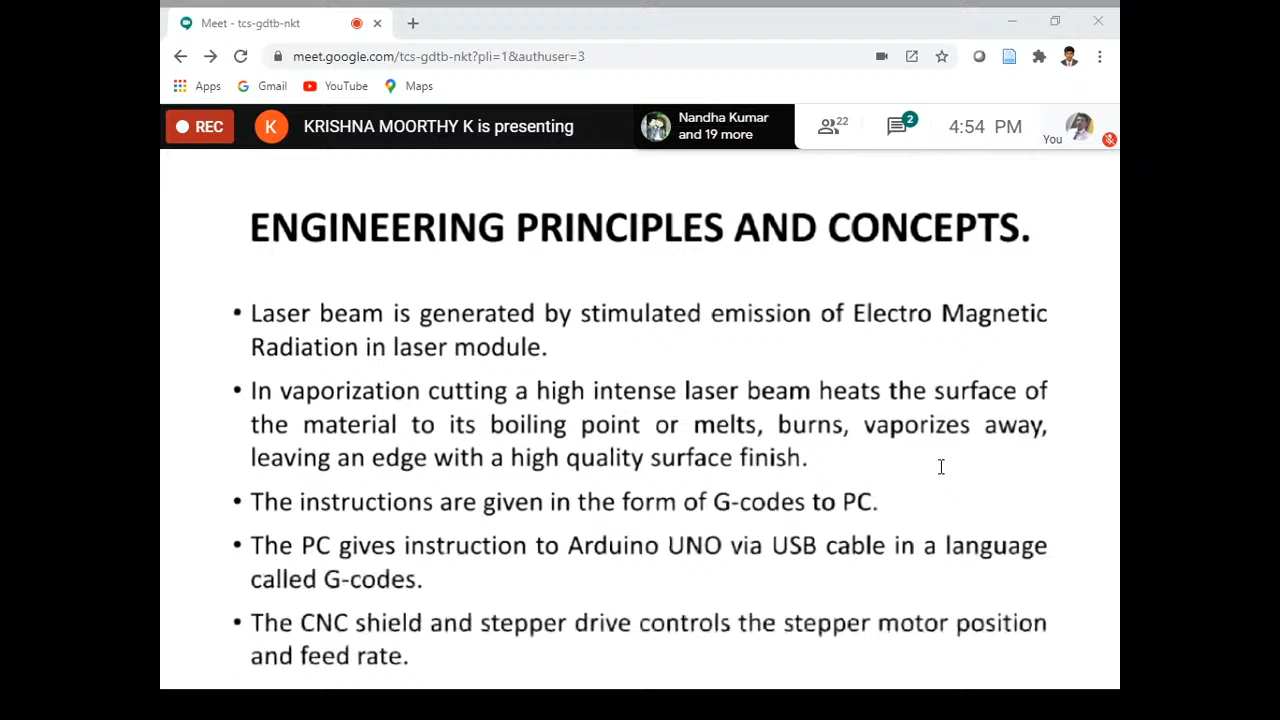 Meet - tcs-gdtb-nkt
meet.google.com/tcs-gdtb-nkt?pli=1&authuser=3
Apps Gmail YouTube Maps
REC K KRISHNA MOORTHY K is presenting
Nandha Kumar
and 19 more
22 2 4:54 PM
You
ENGINEERING PRINCIPLES AND CONCEPTS.
• Laser beam is generated by stimulated emission of Electro Magnetic
Radiation in laser module.
• In vaporization cutting a high intense laser beam heats the surface of
the material to its boiling point or melts, burns, vaporizes away,
leaving an edge with a high quality surface finish.
• The instructions are given in the form of G-codes to PC.
• The PC gives instruction to Arduino UNO via USB cable in a language
called G-codes.
• The CNC shield and stepper drive controls the stepper motor position
and feed rate.